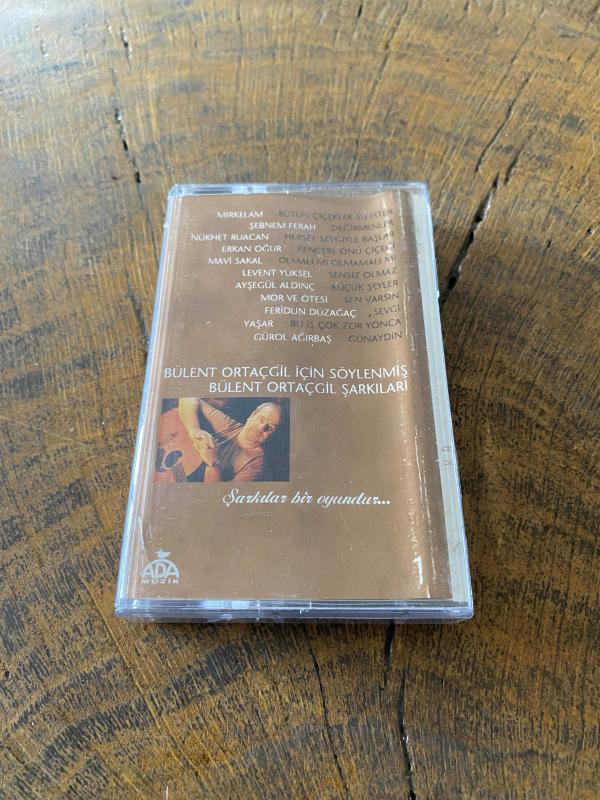 MİRKELAM BÜTÜN ÇİÇEKLER SU İSTER
ŞEBNEM FERAH DEĞİRMENLER
NÜKHET RUACAN HERŞEY SEVGİYLE BAŞLAR
ERKAN OĞUR PENCERE ÖNÜ ÇİÇEĞİ
MAVİ SAKAL OLMALI MI OLMAMALI MI
LEVENT YÜKSEL SENSİZ OLMAZ
AYŞEGÜL ALDİNÇ KÜÇÜK ŞEYLER
MOR VE ÖTESİ SEN VARSIN
FERİDUN DÜZAĞAÇ SEVGİ
YAŞAR BU İŞ ÇOK ZOR YONCA
GÜROL AĞIRBAŞ GÜNAYDIN
BÜLENT ORTAÇGİL İÇİN SÖYLENMİŞ
BÜLENT ORTAÇGİL ŞARKILARI
Şarkılar bir oyundur...
ADA
MÜZİK
1